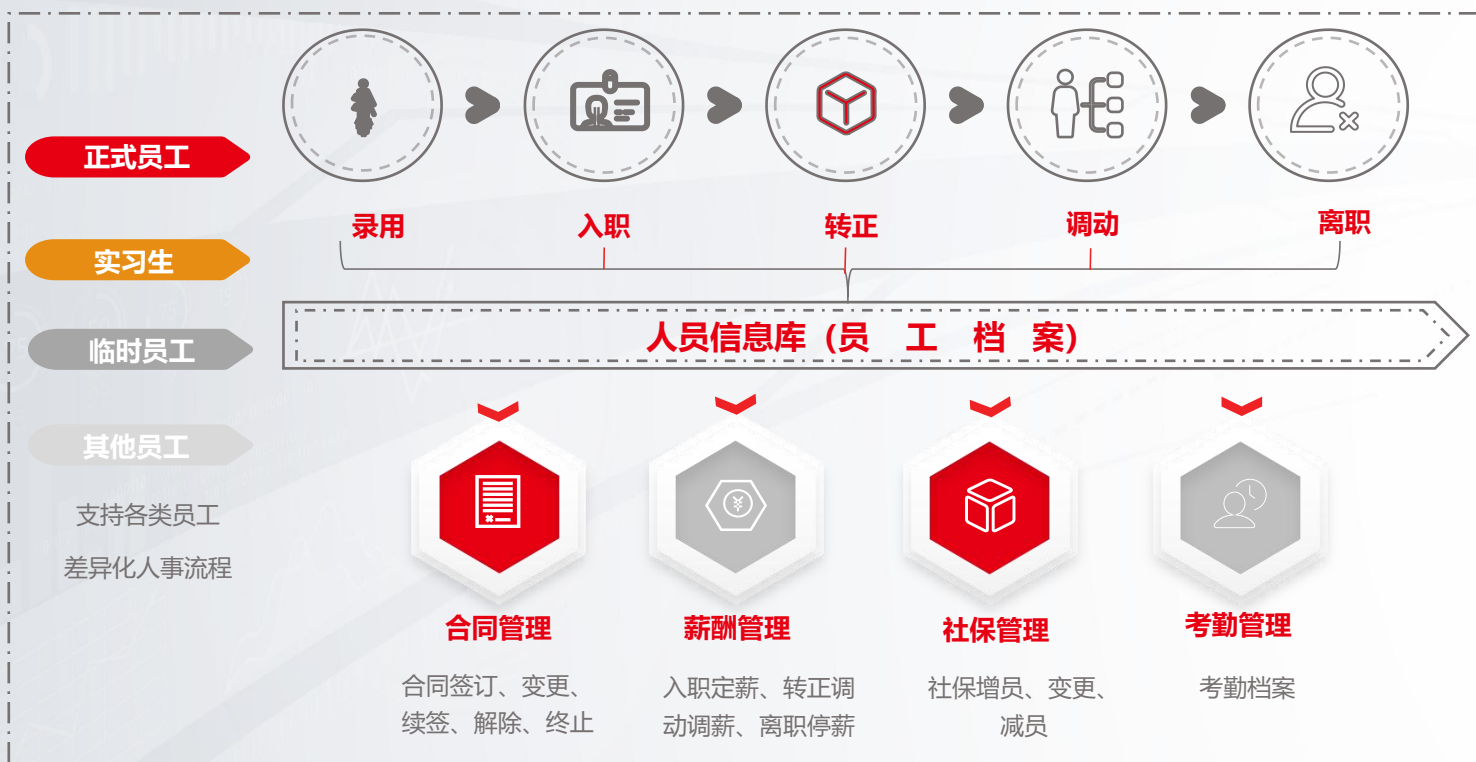 正式员工
实习生
临时员工
其他员工
支持各类员工
差异化人事流程
录用
入职
转正
调动
离职
人员信息库（员 工 档 案）
合同管理
合同签订、变更、
续签、解除、终止
薪酬管理
入职定薪、转正调
动调薪、离职停薪
社保管理
社保增员、变更、
减员
考勤管理
考勤档案